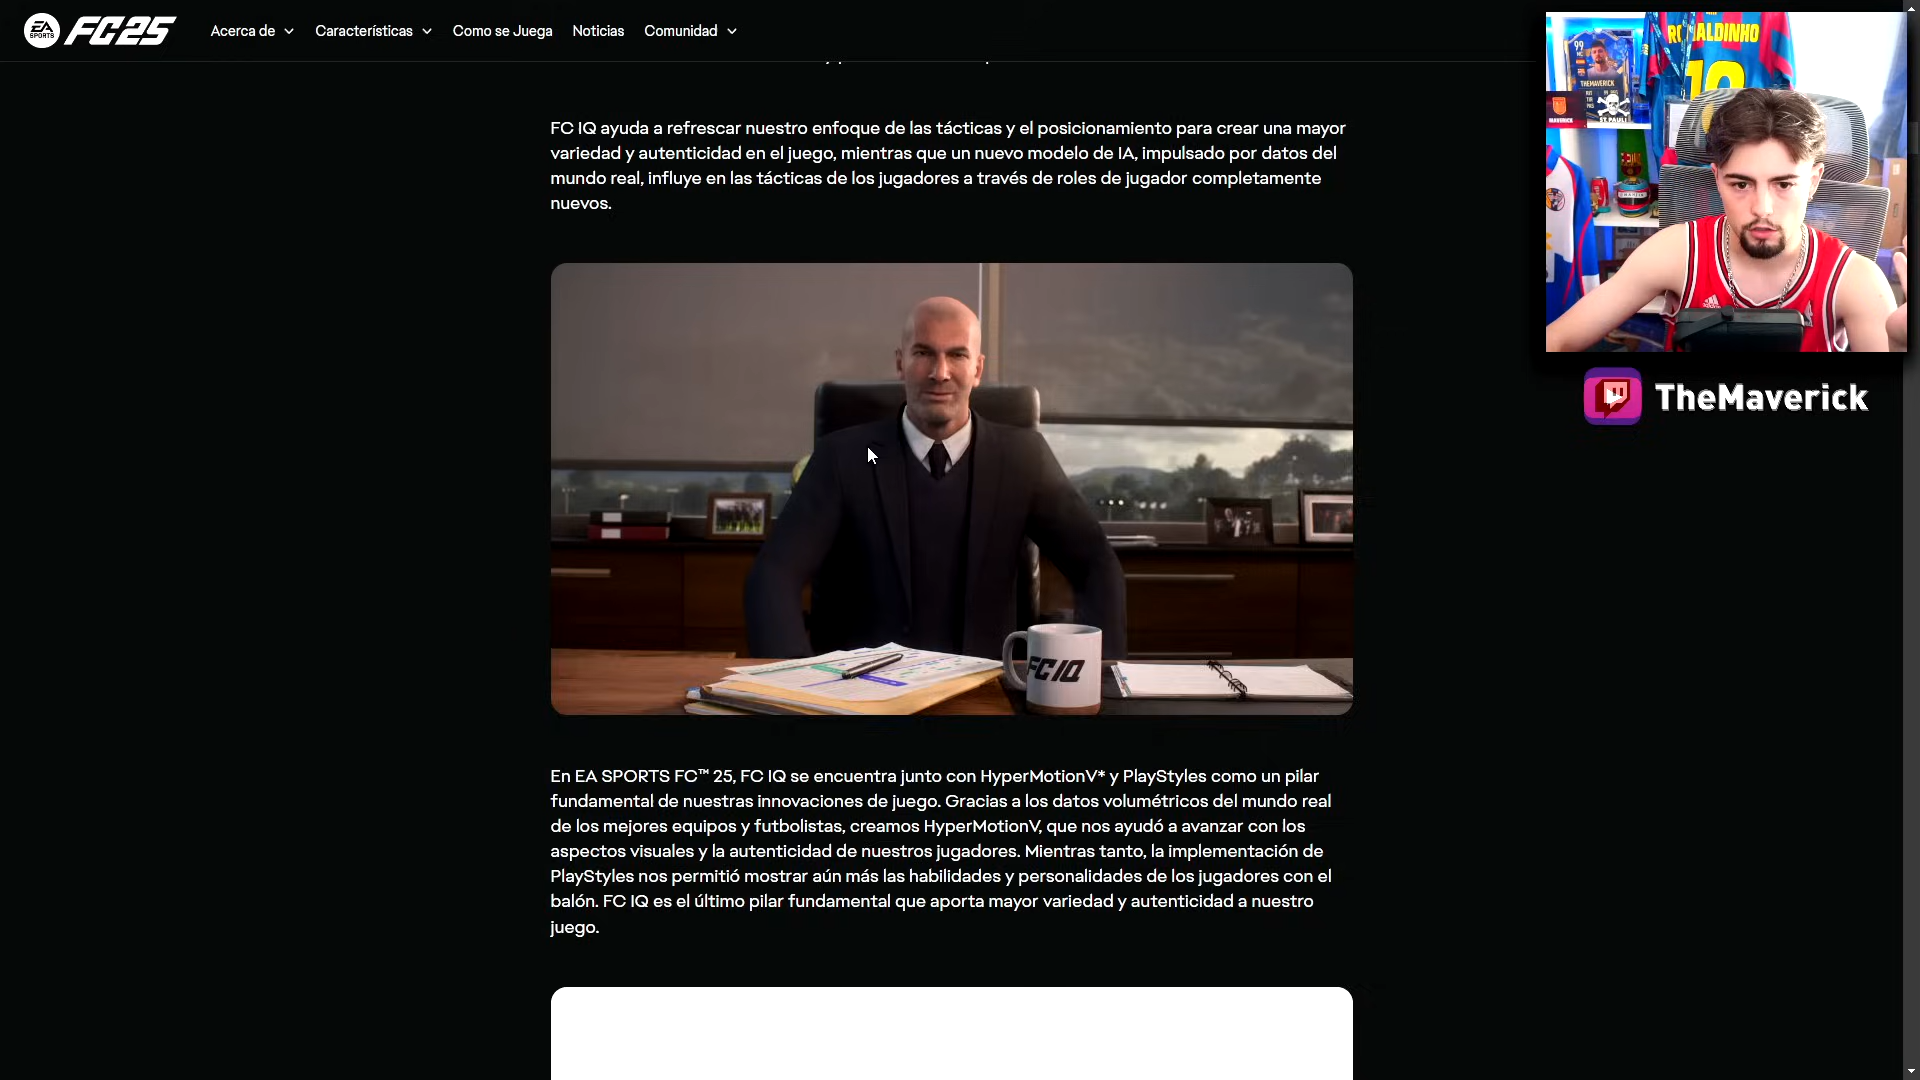 EA SPORTS FC25 Acerca de Características Como se Juega Noticias Comunidad
FC IQ ayuda a refrescar nuestro enfoque de las tácticas y el posicionamiento para crear una mayor
variedad y autenticidad en el juego, mientras que un nuevo modelo de IA, impulsado por datos del
mundo real, influye en las tácticas de los jugadores a través de roles de jugador completamente
nuevos.
FC IQ
En EA SPORTS FC™ 25, FC IQ se encuentra junto con HyperMotionV* y PlayStyles como un pilar
fundamental de nuestras innovaciones de juego. Gracias a los datos volumétricos del mundo real
de los mejores equipos y futbolistas, creamos HyperMotionV, que nos ayudó a avanzar con los
aspectos visuales y la autenticidad de nuestros jugadores. Mientras tanto, la implementación de
PlayStyles nos permitió mostrar aún más las habilidades y personalidades de los jugadores con el
balón. FC IQ es el último pilar fundamental que aporta mayor variedad y autenticidad a nuestro
juego.
99
THEMAVERICK
MAVERICK
ST. PAULI
10
TheMaverick